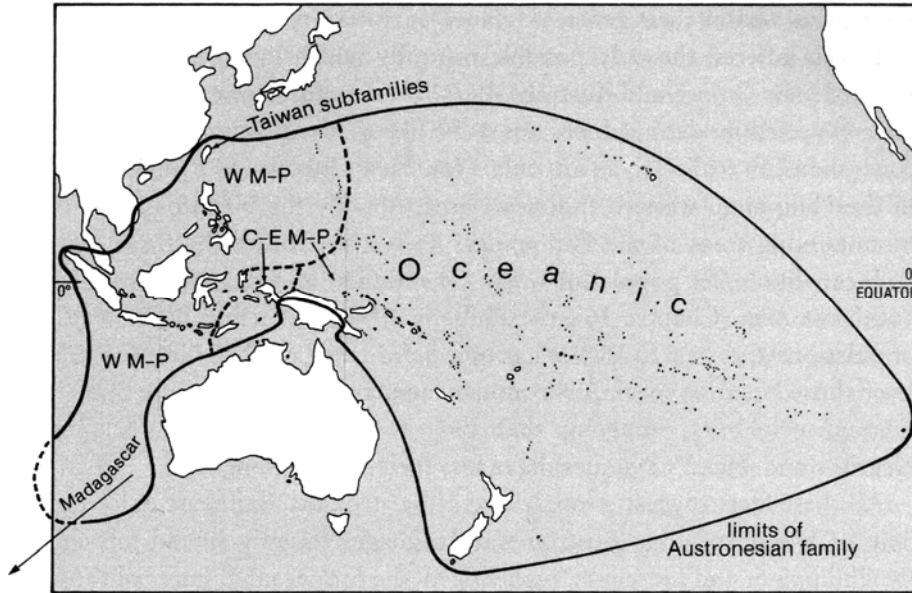 Taiwan subfamilies
W M–P
C–E M–P
Oceanic
0°
0°
EQUATOR
W M–P
Madagascar
limits of
Austronesian family